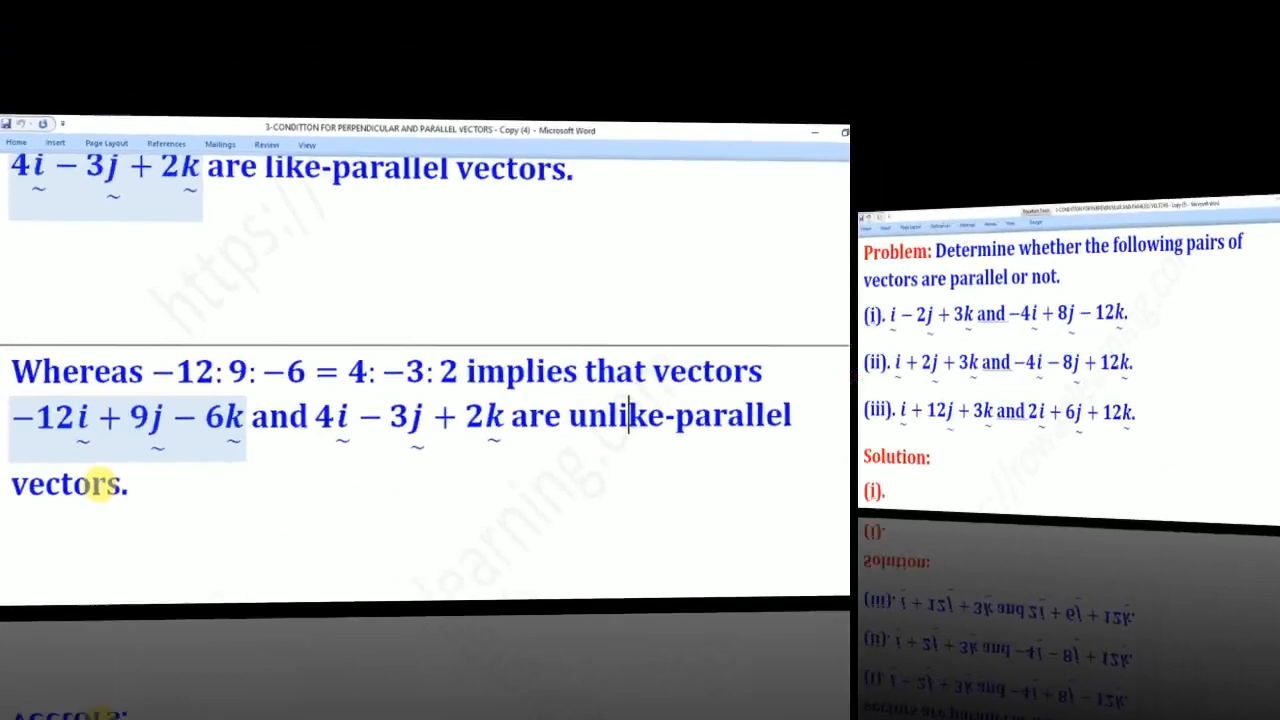 3-CONDITTON FOR PERPENDICULAR AND PARALLEL VECTORS - Copy (4) - Microsoft Word
Home Insert Page Layout References Mailings Review View
4i − 3j + 2k are like-parallel vectors.
https://
Whereas −12: 9: −6 = 4: −3: 2 implies that vectors
−12i + 9j − 6k and 4i − 3j + 2k are unlike-parallel
vectors.
learning.
Problem: Determine whether the following pairs of
vectors are parallel or not.
(i). i − 2j + 3k and −4i + 8j − 12k.
(ii). i + 2j + 3k and −4i − 8j + 12k.
(iii). i + 12j + 3k and 2i + 6j + 12k.
Solution:
(i).